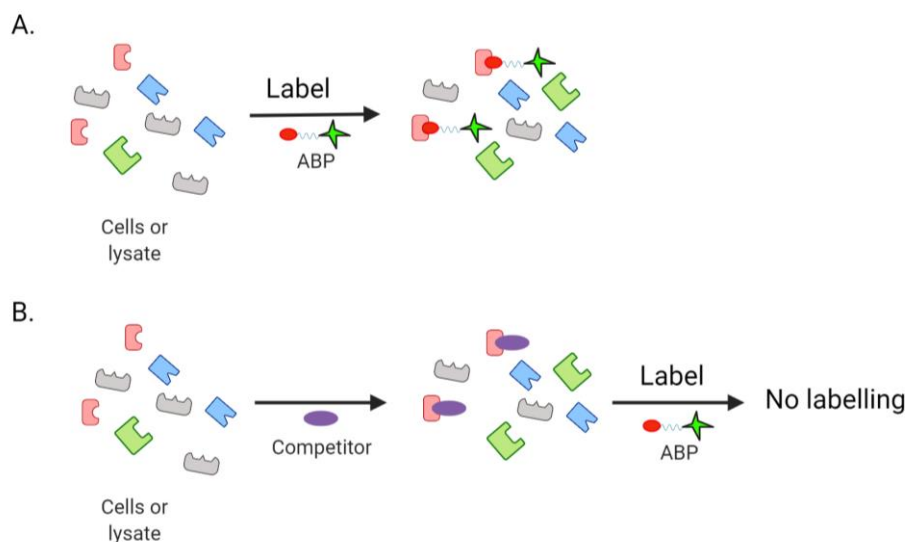 A.
Label
ABP
Cells or
lysate
B.
Competitor
Label
ABP
No labelling
Cells or
lysate